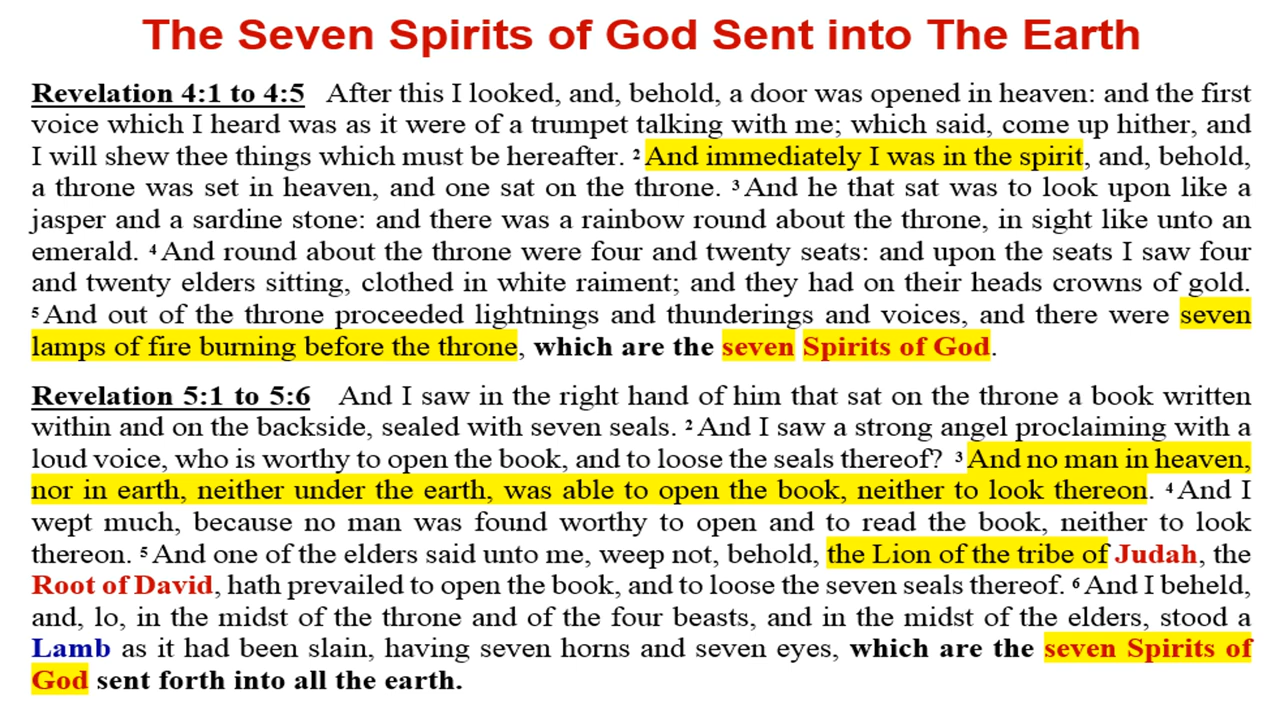 The Seven Spirits of God Sent into The Earth
Revelation 4:1 to 4:5 After this I looked, and, behold, a door was opened in heaven: and the first
voice which I heard was as it were of a trumpet talking with me; which said, come up hither, and
I will shew thee things which must be hereafter. 2 And immediately I was in the spirit, and, behold,
a throne was set in heaven, and one sat on the throne. 3 And he that sat was to look upon like a
jasper and a sardine stone: and there was a rainbow round about the throne, in sight like unto an
emerald. 4 And round about the throne were four and twenty seats: and upon the seats I saw four
and twenty elders sitting, clothed in white raiment; and they had on their heads crowns of gold.
5 And out of the throne proceeded lightnings and thunderings and voices, and there were seven
lamps of fire burning before the throne, which are the seven Spirits of God.
Revelation 5:1 to 5:6 And I saw in the right hand of him that sat on the throne a book written
within and on the backside, sealed with seven seals. 2 And I saw a strong angel proclaiming with a
loud voice, who is worthy to open the book, and to loose the seals thereof? 3 And no man in heaven,
nor in earth, neither under the earth, was able to open the book, neither to look thereon. 4 And I
wept much, because no man was found worthy to open and to read the book, neither to look
thereon. 5 And one of the elders said unto me, weep not, behold, the Lion of the tribe of Judah, the
Root of David, hath prevailed to open the book, and to loose the seven seals thereof. 6 And I beheld,
and, lo, in the midst of the throne and of the four beasts, and in the midst of the elders, stood a
Lamb as it had been slain, having seven horns and seven eyes, which are the seven Spirits of
God sent forth into all the earth.